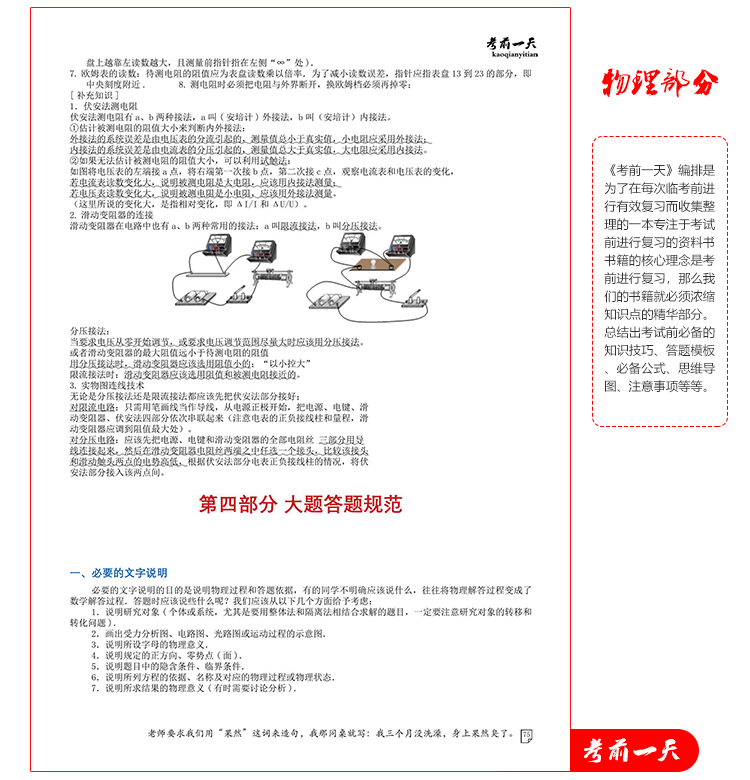 考前一天
kaoqianyitian
盘上越靠左读数越大，且测量前指针指在左侧“∞”处）.
7. 欧姆表的读数：待测电阻的阻值应为表盘读数乘以倍率．为了减小读数误差，指针应指表盘 13 到 23 的部分，即
中央刻度附近． 8. 测电阻时必须把电阻与外界断开，换欧姆档必须再掉零；
[ 补充知识 ]
1．伏安法测电阻
伏安法测电阻有 a、b 两种接法，a 叫 ( 安培计 ) 外接法，b 叫（安培计）内接法。
①估计被测电阻的阻值大小来判断内外接法：
外接法的系统误差是由电压表的分流引起的，测量值总小于真实值，小电阻应采用外接法；
内接法的系统误差是由电流表的分压引起的，测量值总大于真实值，大电阻应采用内接法。
②如果无法估计被测电阻的阻值大小，可以利用试触法：
如图将电压表的左端接 a 点，将右端第一次接 b 点，第二次接 c 点，观察电流表和电压表的变化，
若电流表读数变化大，说明被测电阻是大电阻，应该用内接法测量；
若电压表读数变化大，说明被测电阻是小电阻，应该用外接法测量．
（这里所说的变化大，是指相对变化，即 ΔI/I 和 ΔU/U）。
2. 滑动变阻器的连接
滑动变阻器在电路中也有 a、b 两种常用的接法：a 叫限流接法，b 叫分压接法。
分压接法：
当要求电压从零开始调节，或要求电压调节范围尽量大时应该用分压接法。
或者滑动变阻器的最大阻值远小于待测电阻的阻值
用分压接法时，滑动变阻器应该选用阻值小的；“以小控大”
限流接法时：滑动变阻器应该选用阻值和被测电阻接近的。
3. 实物图连线技术
无论是分压接法还是限流接法都应该先把伏安法部分接好；
对限流电路：只需用笔画线当作导线，从电源正极开始，把电源、电键、滑
动变阻器、伏安法四部分依次串联起来（注意电表的正负接线柱和量程，滑
动变阻器应调到阻值最大处）。
对分压电路：应该先把电源、电键和滑动变阻器的全部电阻丝 三部分用导
线连接起来，然后在滑动变阻器电阻丝两端之中任选一个接头，比较该接头
和滑动触头两点的电势高低，根据伏安法部分电表正负接线柱的情况，将伏
安法部分接入该两点间。
第四部分 大题答题规范
一、必要的文字说明
必要的文字说明的目的是说明物理过程和答题依据，有的同学不明确应该说什么，往往将物理解答过程变成了
数学解答过程．答题时应该说些什么呢？我们应该从以下几个方面给予考虑：
1．说明研究对象 ( 个体或系统，尤其是要用整体法和隔离法相结合求解的题目，一定要注意研究对象的转移和
转化问题 )．
2．画出受力分析图、电路图、光路图或运动过程的示意图．
3．说明所设字母的物理意义．
4．说明规定的正方向、零势点 ( 面 )．
5．说明题目中的隐含条件、临界条件．
6．说明所列方程的依据、名称及对应的物理过程或物理状态．
7．说明所求结果的物理意义 ( 有时需要讨论分析 )．
老师要求我们用“果然”这词来造句，我那同桌就写：我三个月没洗澡，身上果然臭了。 75
物理部分
《考前一天》编排是
为了在每次临考前进
行有效复习而收集整
理的一本专注于考试
前进行复习的资料书
书籍的核心理念是考
前进行复习，那么我
们的书籍就必须浓缩
知识点的精华部分。
总结出考试前必备的
知识技巧、答题模板
、必备公式、思维导
图、注意事项等等。
考前一天